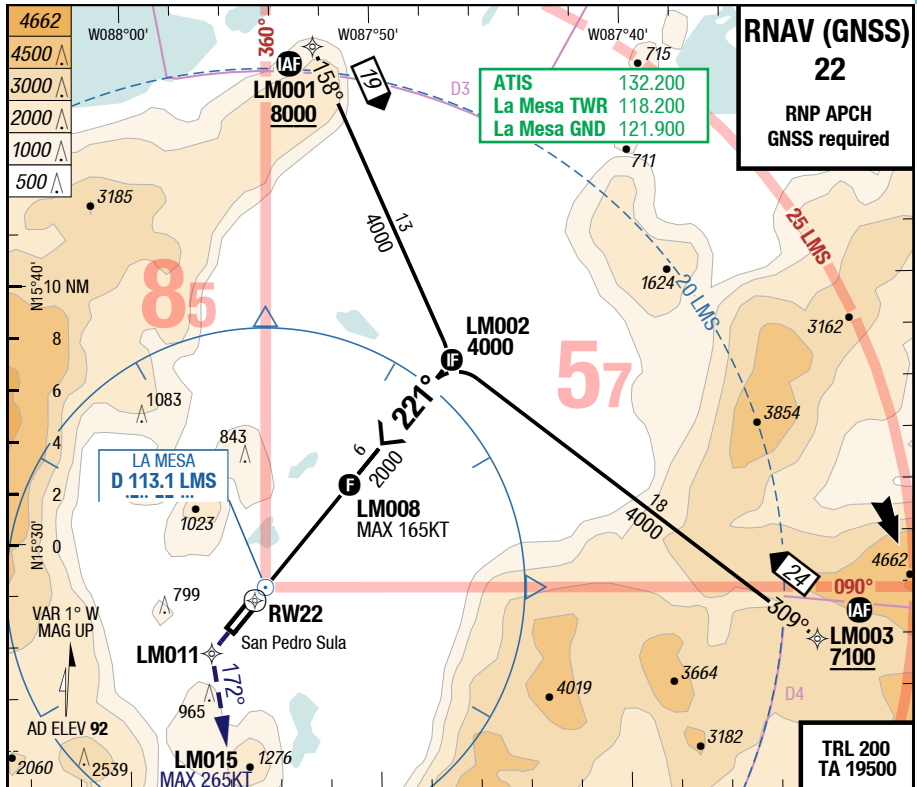 4662
4500
3000
2000
1000
500
W088°00'
W087°50'
W087°40'
360°
RNAV (GNSS)
22
RNP APCH
GNSS required
ATIS 132.200
La Mesa TWR 118.200
La Mesa GND 121.900
715
711
D3
IAF
LM001
8000
158°
19
3185
13
4000
25 LMS
20 LMS
1624
3162
N15°40'
10 NM
8
6
4
2
0
N15°30'
85
57
LM002
4000
IF
3854
1083
843
221°
6
2000
F
LM008
MAX 165KT
LA MESA
D 113.1 LMS
1023
18
4000
4662
24
090°
309°
IAF
LM003
7100
799
RW22
San Pedro Sula
VAR 1° W
MAG UP
LM011
172°
965
AD ELEV 92
LM015
MAX 265KT
1276
2060
2539
4019
3664
3182
D4
TRL 200
TA 19500